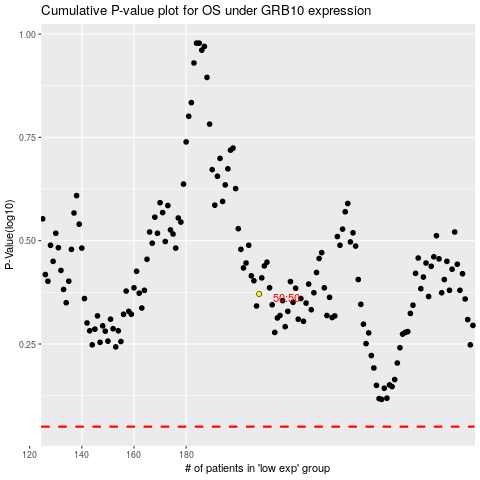 Cumulative P-value plot for OS under GRB10 expression
1.00
0.75
0.50
0.25
P-Value(log10)
50:50
120 140 160 180
# of patients in 'low exp' group